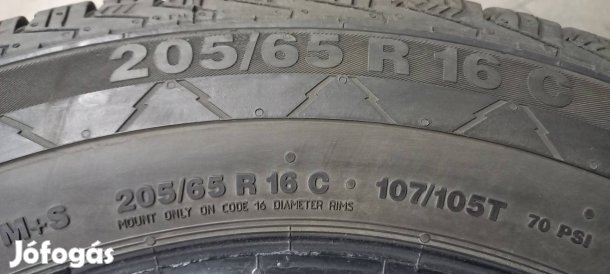 205/65 R 16 C
M+S 205/65 R 16 C · 107/105T 70 PSI
MOUNT ONLY ON CODE 16 DIAMETER RIMS
Jófogás